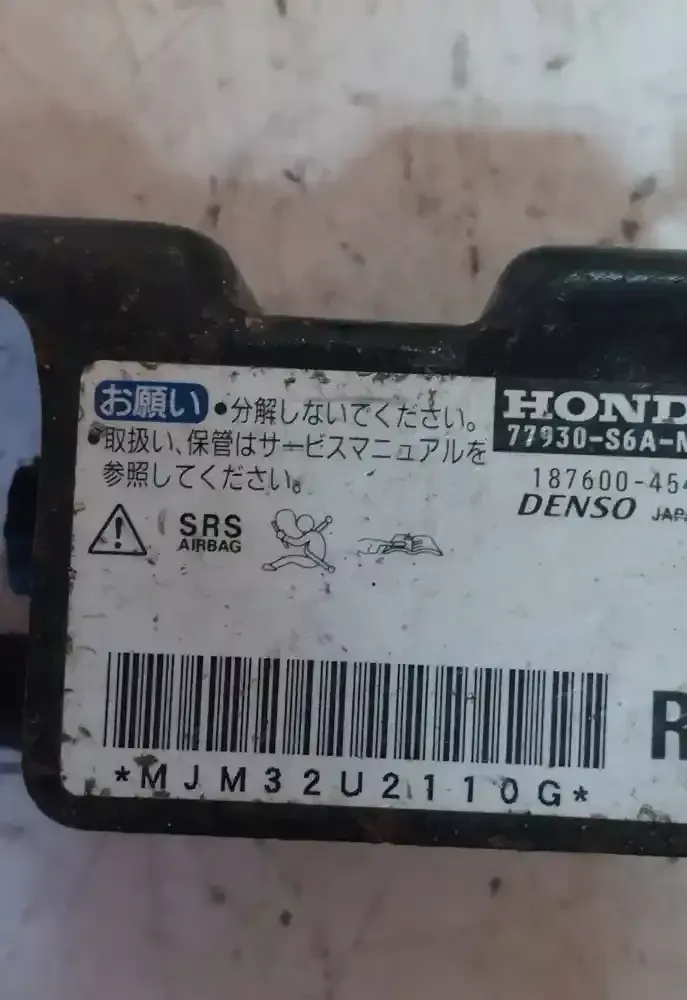 お願い •分解しないでください。
•取扱い、保管はサービスマニュアルを
参照してください。
HOND
77930-S6A-
187600-45
DENSO JAPA
SRS
AIRBAG
R
*MJM32U2110G*